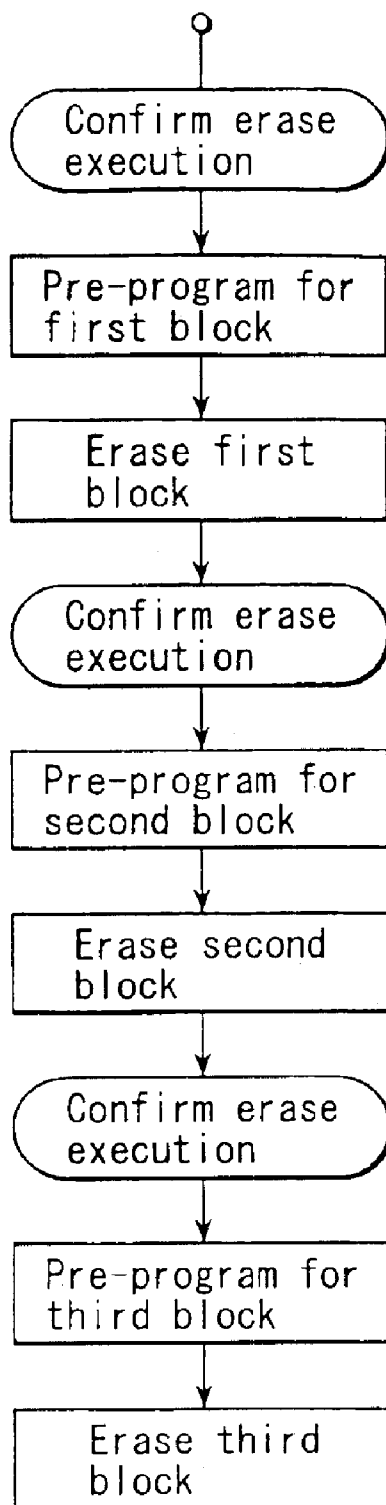 Confirm erase
execution
Pre-program for
first block
Erase first
block
Confirm erase
execution
Pre-program for
second block
Erase second
block
Confirm erase
execution
Pre-program for
third block
Erase third
block